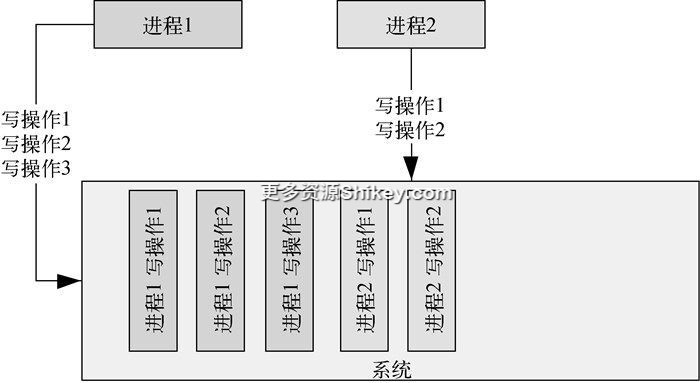 进程1
进程2
写操作1
写操作2
写操作3
写操作1
写操作2
更多资源Shikey.com
进程1 写操作1
进程1 写操作2
进程1 写操作3
进程2 写操作1
进程2 写操作2
系统